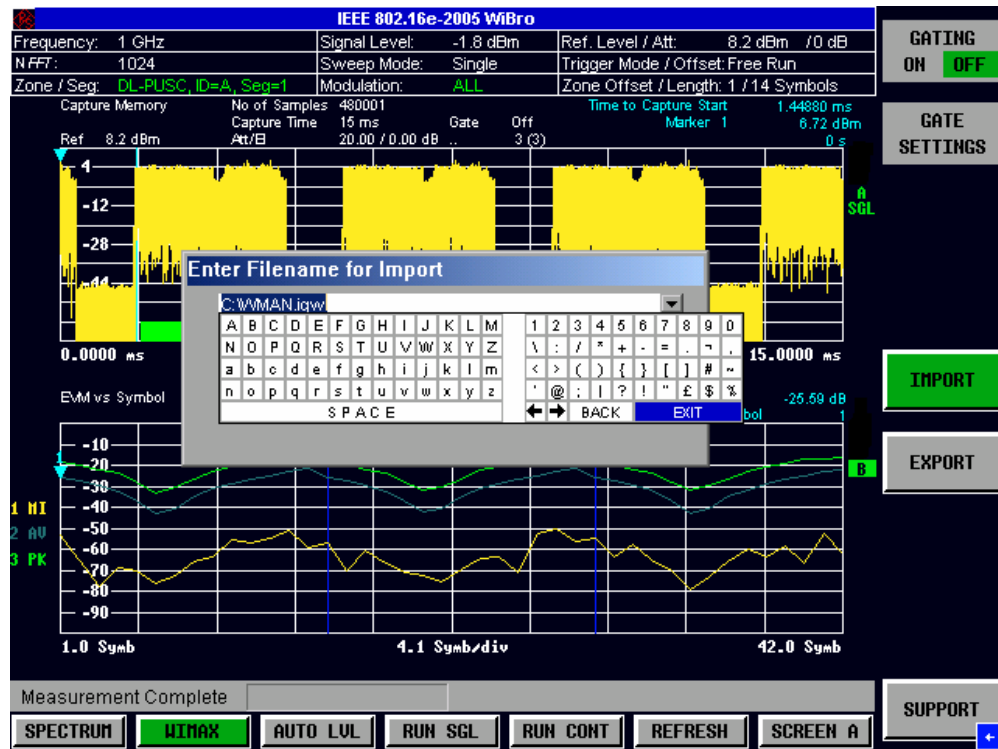 IEEE 802.16e-2005 WiBro
Frequency: 1 GHz Signal Level: -1.8 dBm Ref. Level / Att: 8.2 dBm /0 dB
NFFT: 1024 Sweep Mode: Single Trigger Mode / Offset: Free Run
Zone / Seg: DL-PUSC, ID=A, Seg=1 Modulation: ALL Zone Offset / Length: 1 / 14 Symbols
Capture Memory No of Samples 480001 Time to Capture Start 1.44880 ms
Capture Time 15 ms Gate Off Marker 1 6.72 dBm
Ref 8.2 dBm Att/El 20.00 / 0.00 dB .. 3 (3) 0 s
4
-12
-28
-44
A
SGL
Enter Filename for Import
C:\WMAN.iqw
A B C D E F G H I J K L M 1 2 3 4 5 6 7 8 9 0
N O P Q R S T U V W X Y Z \ : / * + - = . ¬ ,
a b c d e f g h i j k l m < > ( ) { } [ ] # ~
n o p q r s t u v w x y z ' @ ; | ? ! " £ $ %
SPACE BACK EXIT
0.0000 ms 15.0000 ms
EVM vs Symbol -25.59 dB
bol 1
1
-10
-20
-30
-40
-50
-60
-70
-80
-90
B
1 MI
2 AV
3 PK
1.0 Symb 4.1 Symb/div 42.0 Symb
Measurement Complete
SPECTRUM WIMAX AUTO LVL RUN SGL RUN CONT REFRESH SCREEN A
GATING
ON OFF
GATE
SETTINGS
IMPORT
EXPORT
SUPPORT